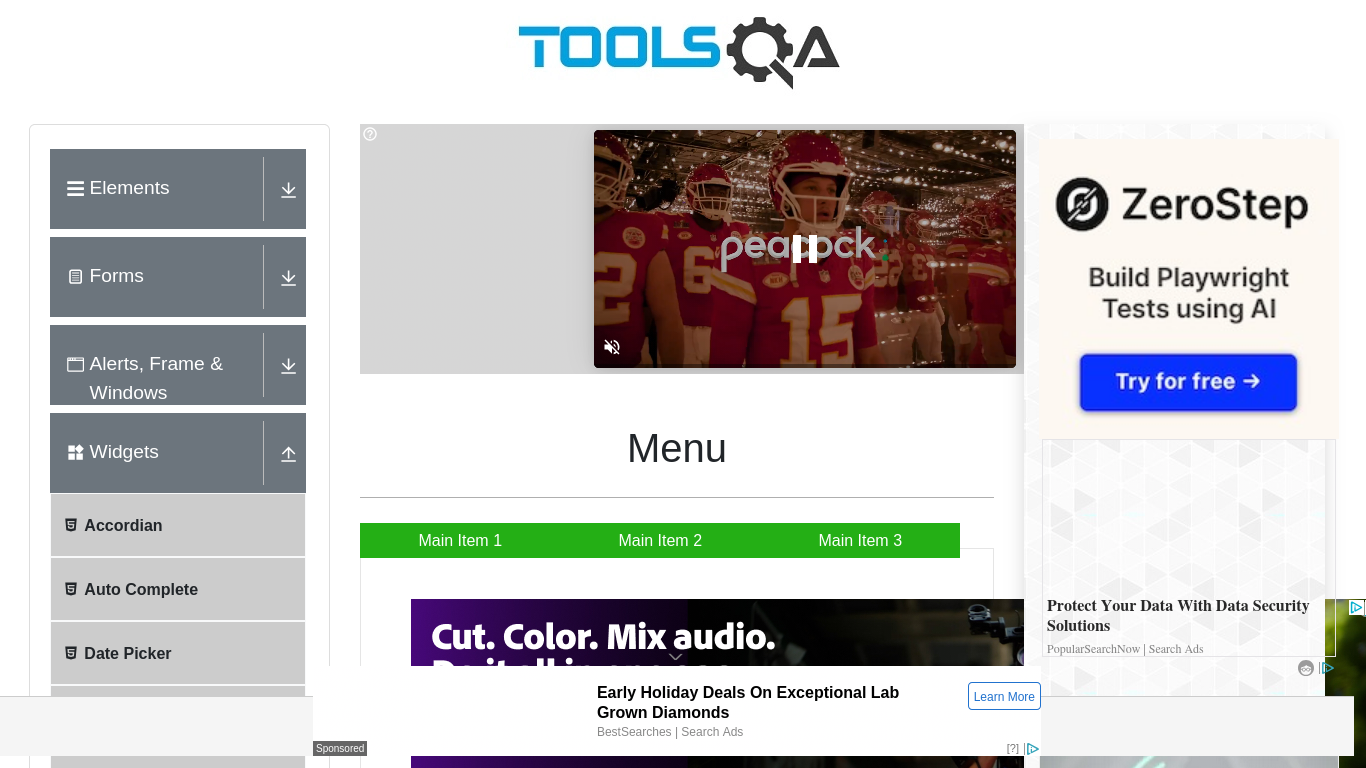 TOOLSQA
Elements
Forms
Alerts, Frame &
Windows
Widgets
Accordian
Auto Complete
Date Picker
peacock
15
Menu
Main Item 1
Main Item 2
Main Item 3
Cut. Color. Mix audio.
ZeroStep
Build Playwright
Tests using AI
Try for free →
Protect Your Data With Data Security
Solutions
PopularSearchNow | Search Ads
Early Holiday Deals On Exceptional Lab
Grown Diamonds
BestSearches | Search Ads
Learn More
[?]
Sponsored